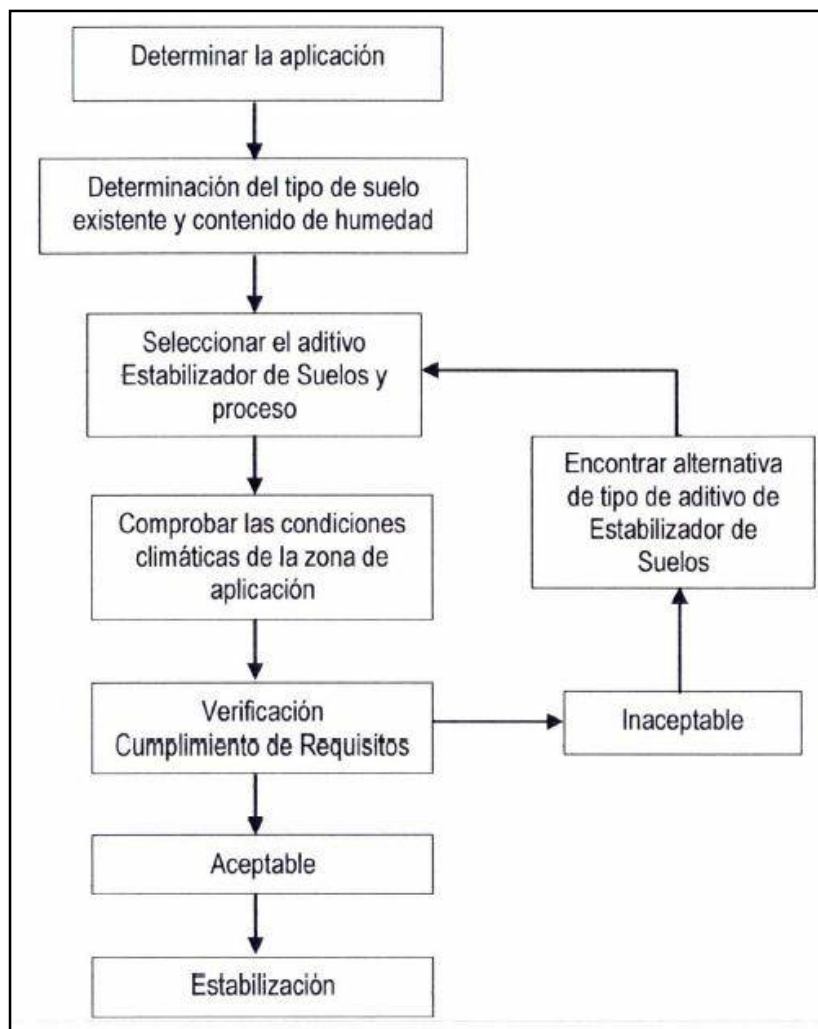 Determinar la aplicación
Determinación del tipo de suelo
existente y contenido de humedad
Seleccionar el aditivo
Estabilizador de Suelos y
proceso
Comprobar las condiciones
climáticas de la zona de
aplicación
Verificación
Cumplimiento de Requisitos
Aceptable
Estabilización
Encontrar alternativa
de tipo de aditivo de
Estabilizador de
Suelos
Inaceptable